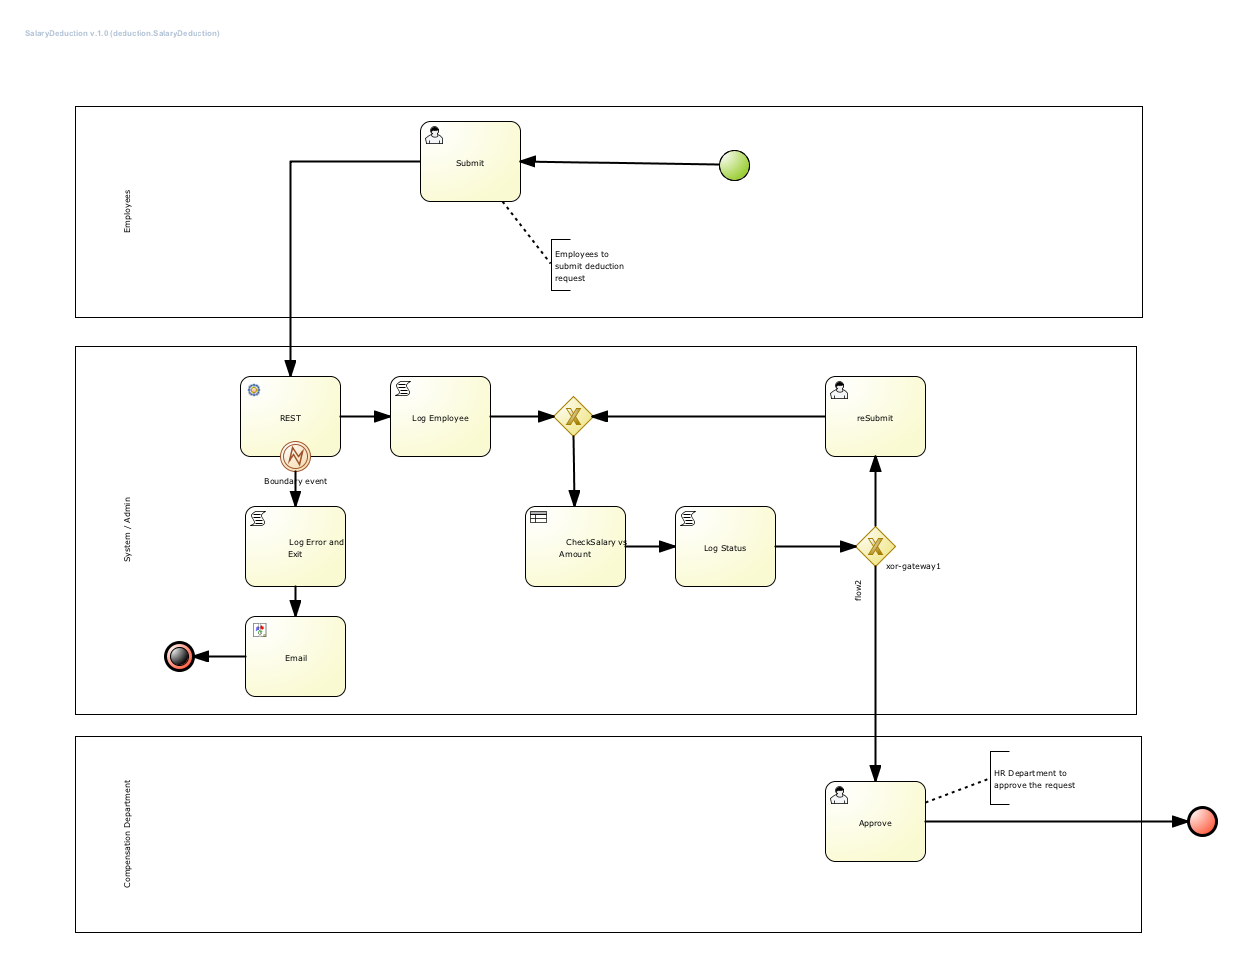 SalaryDeduction v.1.0 (deduction.SalaryDeduction)
Employees
Submit
Employees to
submit deduction
request
System / Admin
REST
Log Employee
reSubmit
Boundary event
Log Error and
Exit
CheckSalary vs
Amount
Log Status
xor-gateway1
flow2
Email
Compensation Department
HR Department to
approve the request
Approve